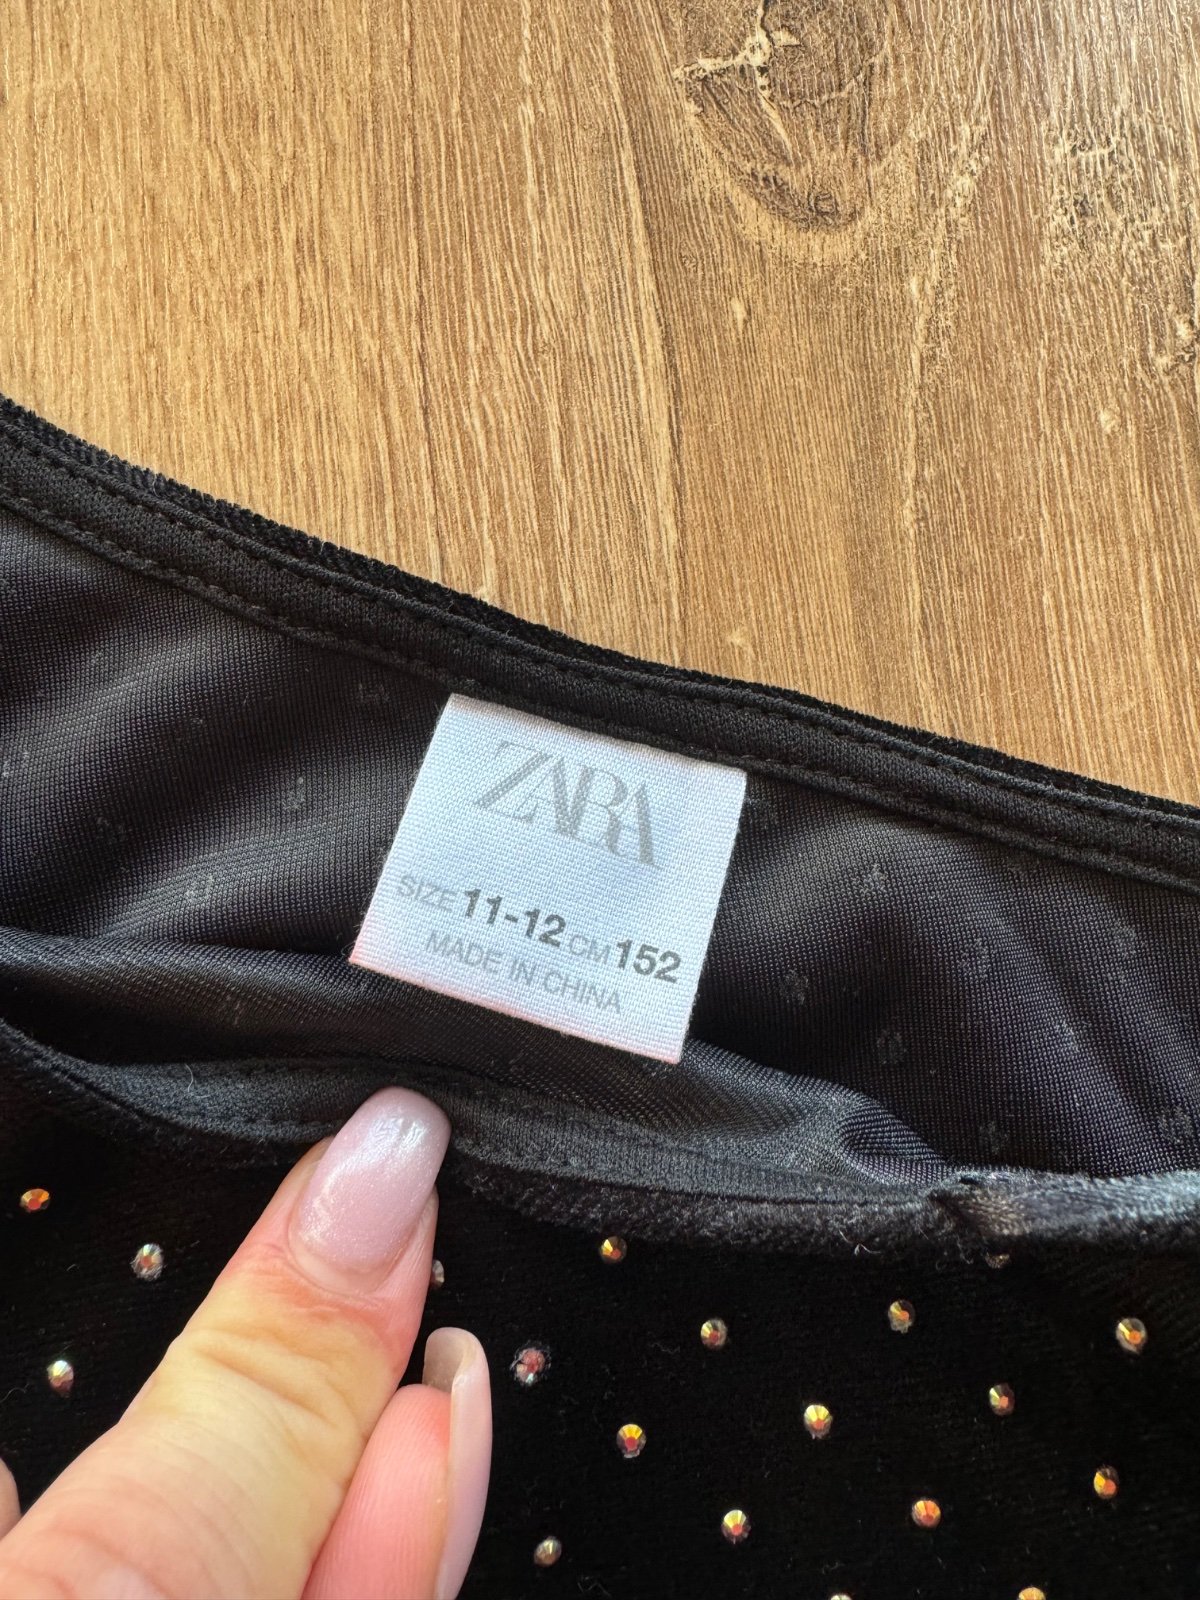 ZARA
SIZE 11-12 CM 152
MADE IN CHINA